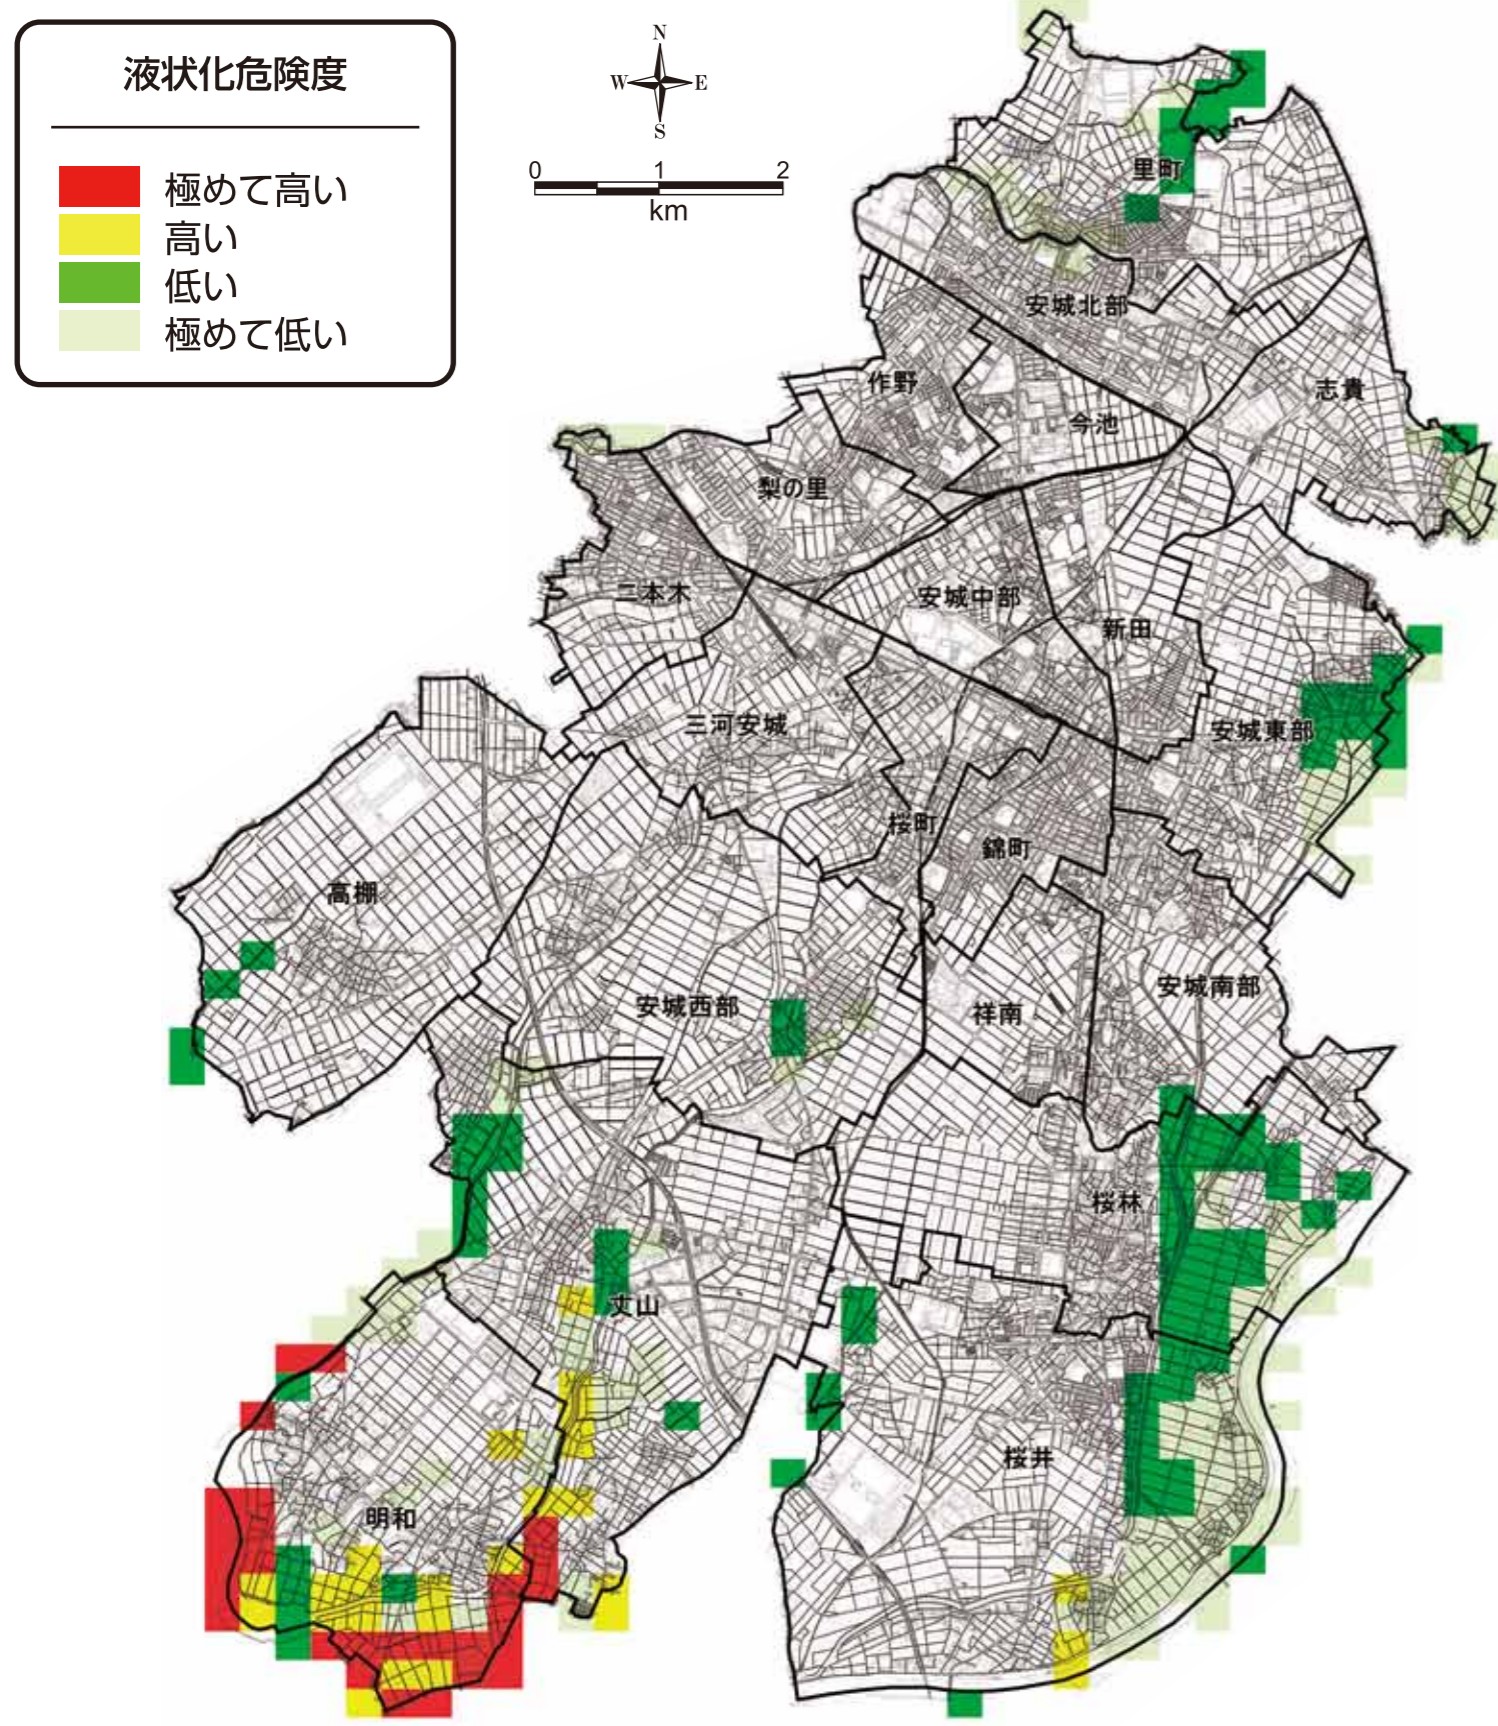 液状化危険度
極めて高い
高い
低い
極めて低い
N
W E
S
0 1 2
km
里町
安城北部
作野
志貴
今池
梨の里
二本木
安城中部
新田
三河安城
安城東部
桜町
錦町
高棚
安城西部
祥南
安城南部
桜林
丈山
桜井
明和